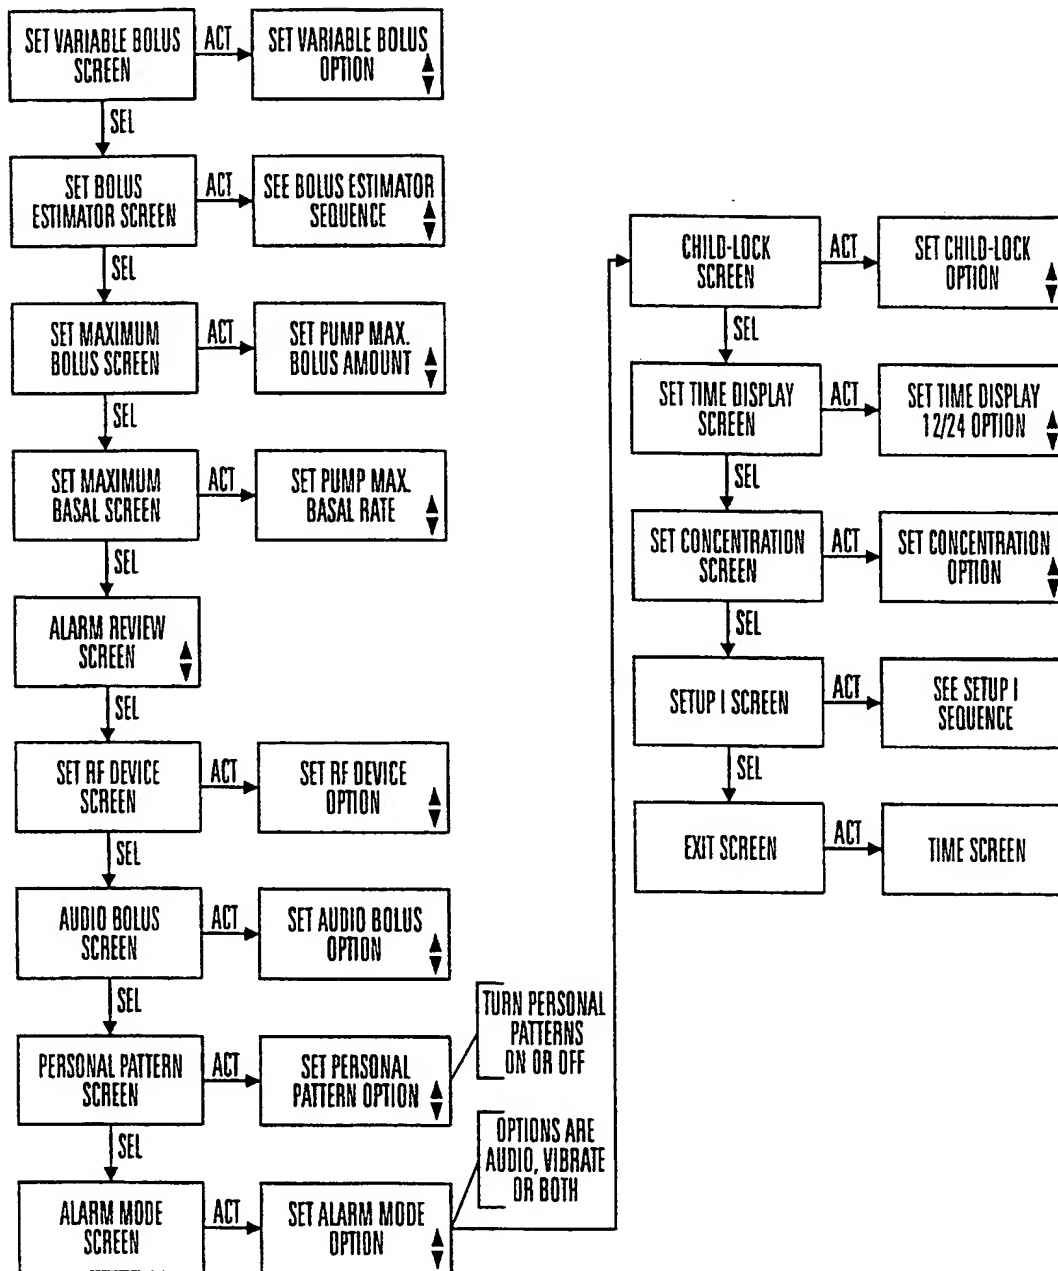 SET VARIABLE BOLUS
SCREEN
ACT
SET VARIABLE BOLUS
OPTION
SEL
SET BOLUS
ESTIMATOR SCREEN
ACT
SEE BOLUS ESTIMATOR
SEQUENCE
SEL
SET MAXIMUM
BOLUS SCREEN
ACT
SET PUMP MAX.
BOLUS AMOUNT
SEL
SET MAXIMUM
BASAL SCREEN
ACT
SET PUMP MAX.
BASAL RATE
SEL
ALARM REVIEW
SCREEN
SEL
SET RF DEVICE
SCREEN
ACT
SET RF DEVICE
OPTION
SEL
AUDIO BOLUS
SCREEN
ACT
SET AUDIO BOLUS
OPTION
SEL
PERSONAL PATTERN
SCREEN
ACT
SET PERSONAL
PATTERN OPTION
TURN PERSONAL
PATTERNS
ON OR OFF
SEL
ALARM MODE
SCREEN
ACT
SET ALARM MODE
OPTION
OPTIONS ARE
AUDIO, VIBRATE
OR BOTH
CHILD-LOCK
SCREEN
ACT
SET CHILD-LOCK
OPTION
SEL
SET TIME DISPLAY
SCREEN
ACT
SET TIME DISPLAY
12/24 OPTION
SEL
SET CONCENTRATION
SCREEN
ACT
SET CONCENTRATION
OPTION
SEL
SETUP I SCREEN
ACT
SEE SETUP I
SEQUENCE
SEL
EXIT SCREEN
ACT
TIME SCREEN